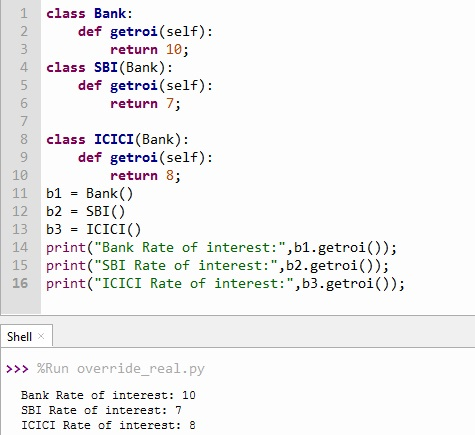 1 class Bank:
2     def getroi(self):
3         return 10;
4 class SBI(Bank):
5     def getroi(self):
6         return 7;
7
8 class ICICI(Bank):
9     def getroi(self):
10         return 8;
11 b1 = Bank()
12 b2 = SBI()
13 b3 = ICICI()
14 print("Bank Rate of interest:",b1.getroi());
15 print("SBI Rate of interest:",b2.getroi());
16 print("ICICI Rate of interest:",b3.getroi());
Shell ×
>>> %Run override_real.py
Bank Rate of interest: 10
SBI Rate of interest: 7
ICICI Rate of interest: 8